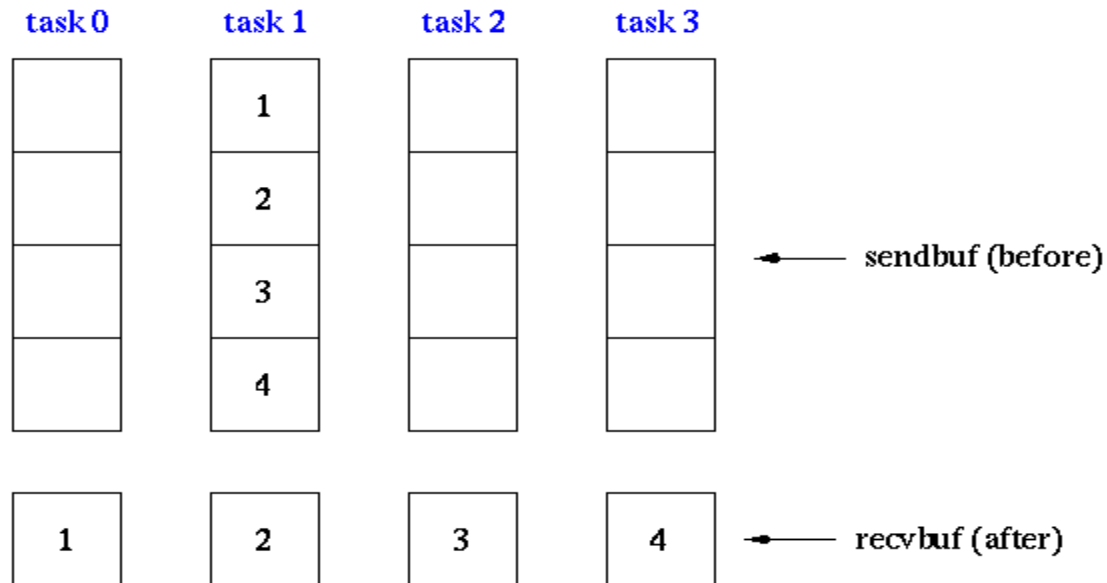 task 0 task 1 task 2 task 3
1
2
sendbuf (before)
3
4
1 2 3 4 recvbuf (after)